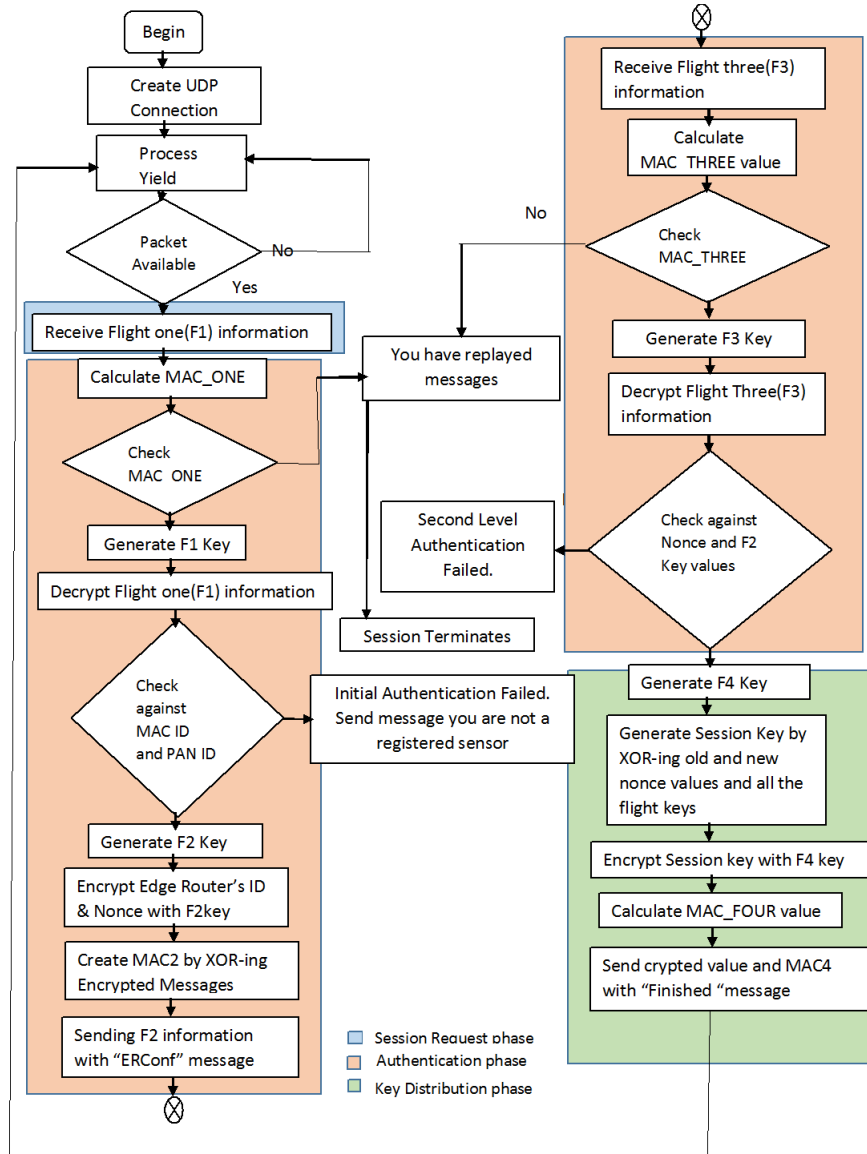 Begin
Create UDP
Connection
Process
Yield
Packet
Available
No
Yes
Receive Flight one(F1) information
Calculate MAC_ONE
Check
MAC_ONE
Generate F1 Key
Decrypt Flight one(F1) information
Check
against
MAC ID
and PAN ID
Generate F2 Key
Encrypt Edge Router's ID
& Nonce with F2key
Create MAC2 by XOR-ing
Encrypted Messages
Sending F2 information
with "ERConf" message
You have replayed
messages
Session Terminates
Initial Authentication Failed.
Send message you are not a
registered sensor
Session Request phase
Authentication phase
Key Distribution phase
Receive Flight three(F3)
information
Calculate
MAC_THREE value
No
Check
MAC_THREE
Generate F3 Key
Decrypt Flight Three(F3)
information
Check against
Nonce and F2
Key values
Second Level
Authentication
Failed.
Generate F4 Key
Generate Session Key by
XOR-ing old and new
nonce values and all the
flight keys
Encrypt Session key with F4 key
Calculate MAC_FOUR value
Send crypted value and MAC4
with "Finished "message